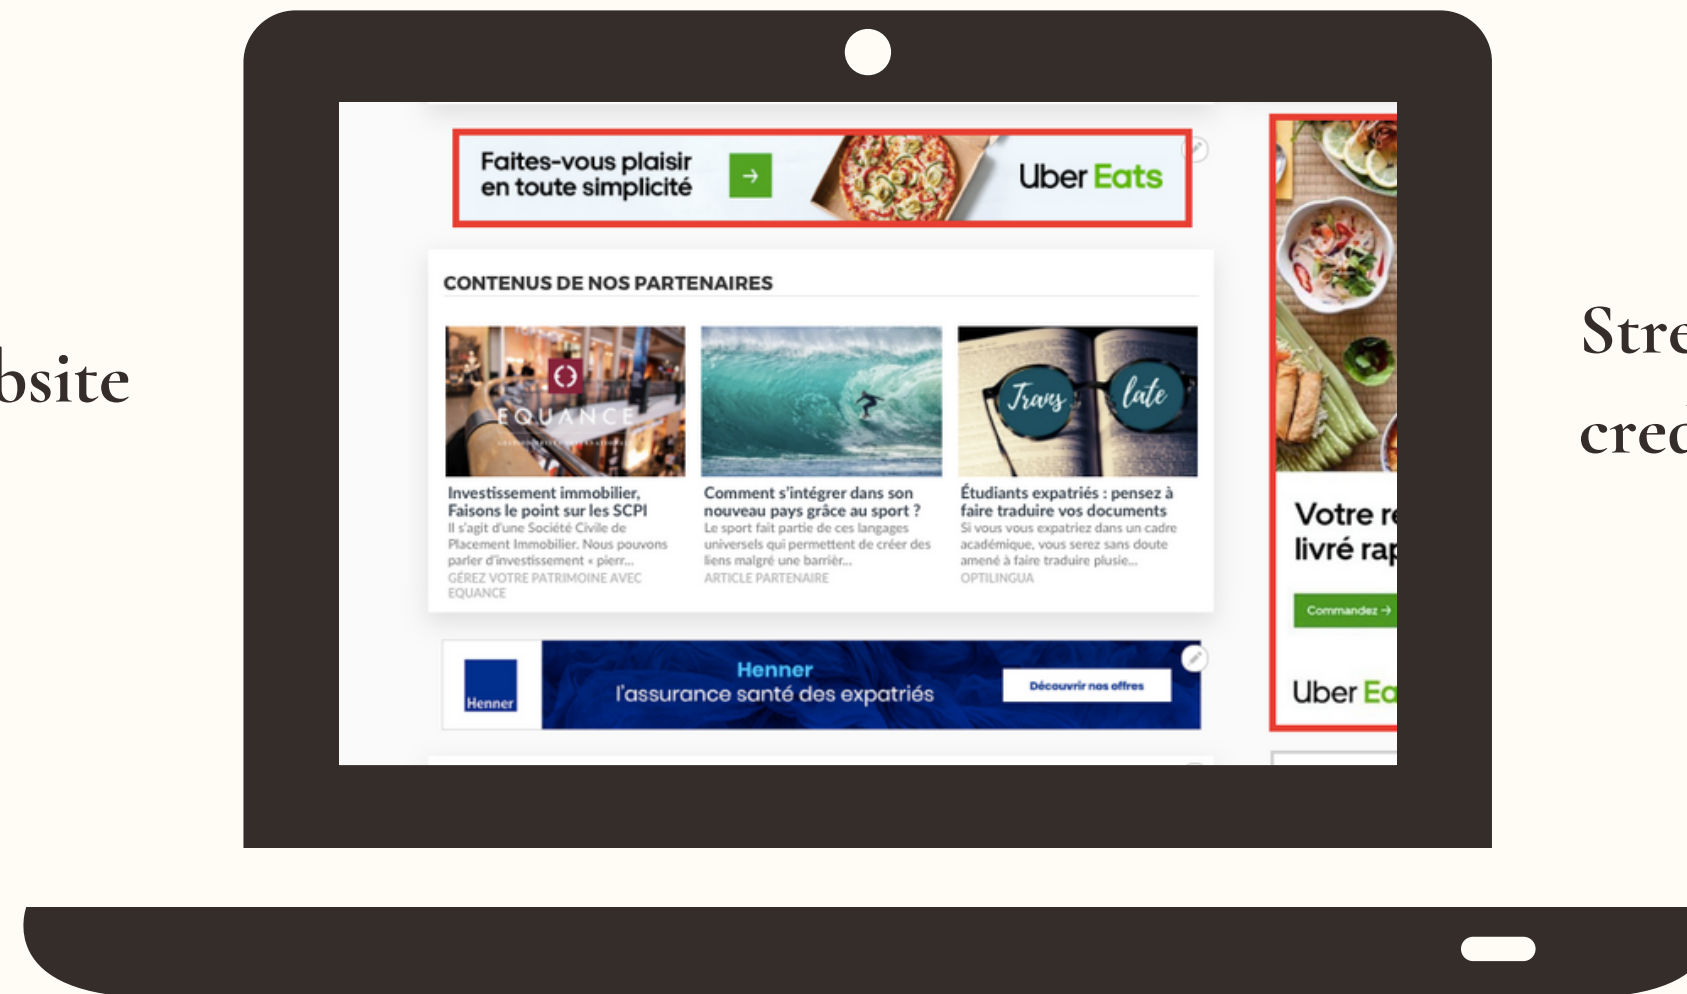 bsite
Faites-vous plaisir
en toute simplicité
Uber Eats
CONTENUS DE NOS PARTENAIRES
EQUANCE
Investissement immobilier,
Faisons le point sur les SCPI
Il s'agit d'une Société Civile de
Placement Immobilier. Nous pouvons
parler d'investissement « pierr...
GÉREZ VOTRE PATRIMOINE AVEC
EQUANCE
Comment s'intégrer dans son
nouveau pays grâce au sport ?
Le sport fait partie de ces langages
universels qui permettent de créer des
liens malgré une barrièr...
ARTICLE PARTENAIRE
Trans late
Étudiants expatriés : pensez à
faire traduire vos documents
Si vous vous expatriez dans un cadre
académique, vous serez sans doute
amené à faire traduire plusie...
OPTILINGUA
Henner
Henner
l'assurance santé des expatriés
Découvrir nos offres
Votre re
livré rap
Commandez →
Uber Ea
Stre
cred